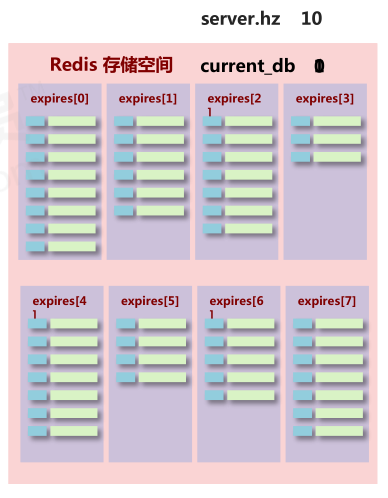 server.hz 10
Redis 存储空间 current_db
expires[0] expires[1] expires[2] expires[3]
expires[4] expires[5] expires[6] expires[7]